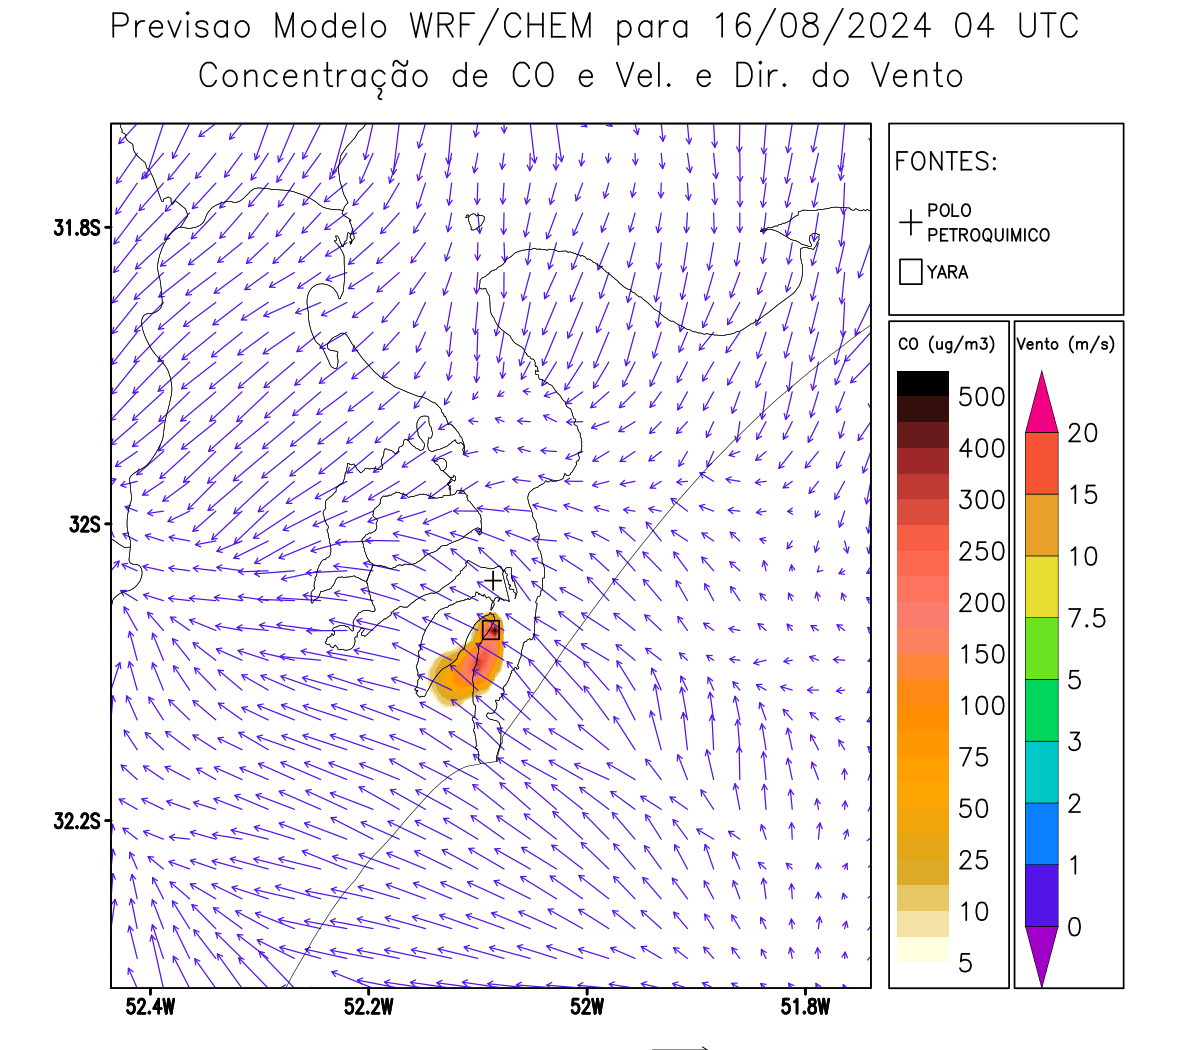 Previsao Modelo WRF/CHEM para 16/08/2024 04 UTC
Concentração de CO e Vel. e Dir. do Vento
FONTES:
POLO
PETROQUIMICO
YARA
CO (ug/m3)
500
400
300
250
200
150
100
75
50
25
10
5
Vento (m/s)
20
15
10
7.5
5
3
2
1
0
31.8S
32S
32.2S
52.4W
52.2W
52W
51.8W